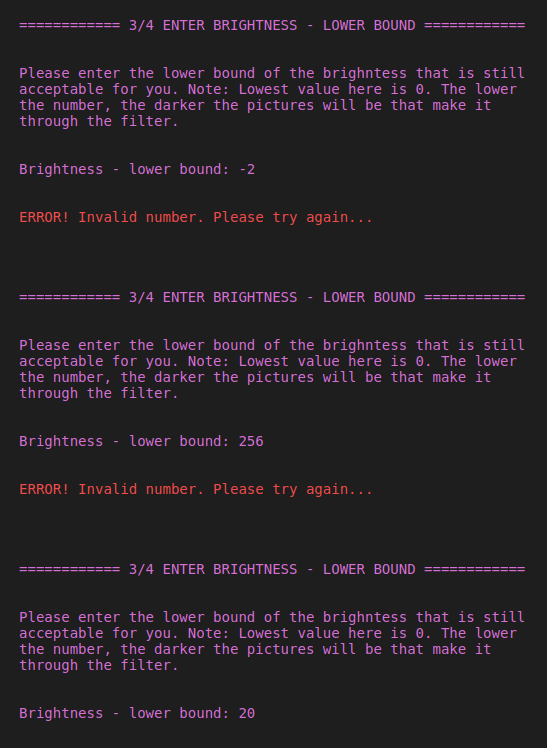 ============ 3/4 ENTER BRIGHTNESS - LOWER BOUND ============
Please enter the lower bound of the brighntess that is still
acceptable for you. Note: Lowest value here is 0. The lower
the number, the darker the pictures will be that make it
through the filter.
Brightness - lower bound: -2
ERROR! Invalid number. Please try again...
============ 3/4 ENTER BRIGHTNESS - LOWER BOUND ============
Please enter the lower bound of the brighntess that is still
acceptable for you. Note: Lowest value here is 0. The lower
the number, the darker the pictures will be that make it
through the filter.
Brightness - lower bound: 256
ERROR! Invalid number. Please try again...
============ 3/4 ENTER BRIGHTNESS - LOWER BOUND ============
Please enter the lower bound of the brighntess that is still
acceptable for you. Note: Lowest value here is 0. The lower
the number, the darker the pictures will be that make it
through the filter.
Brightness - lower bound: 20